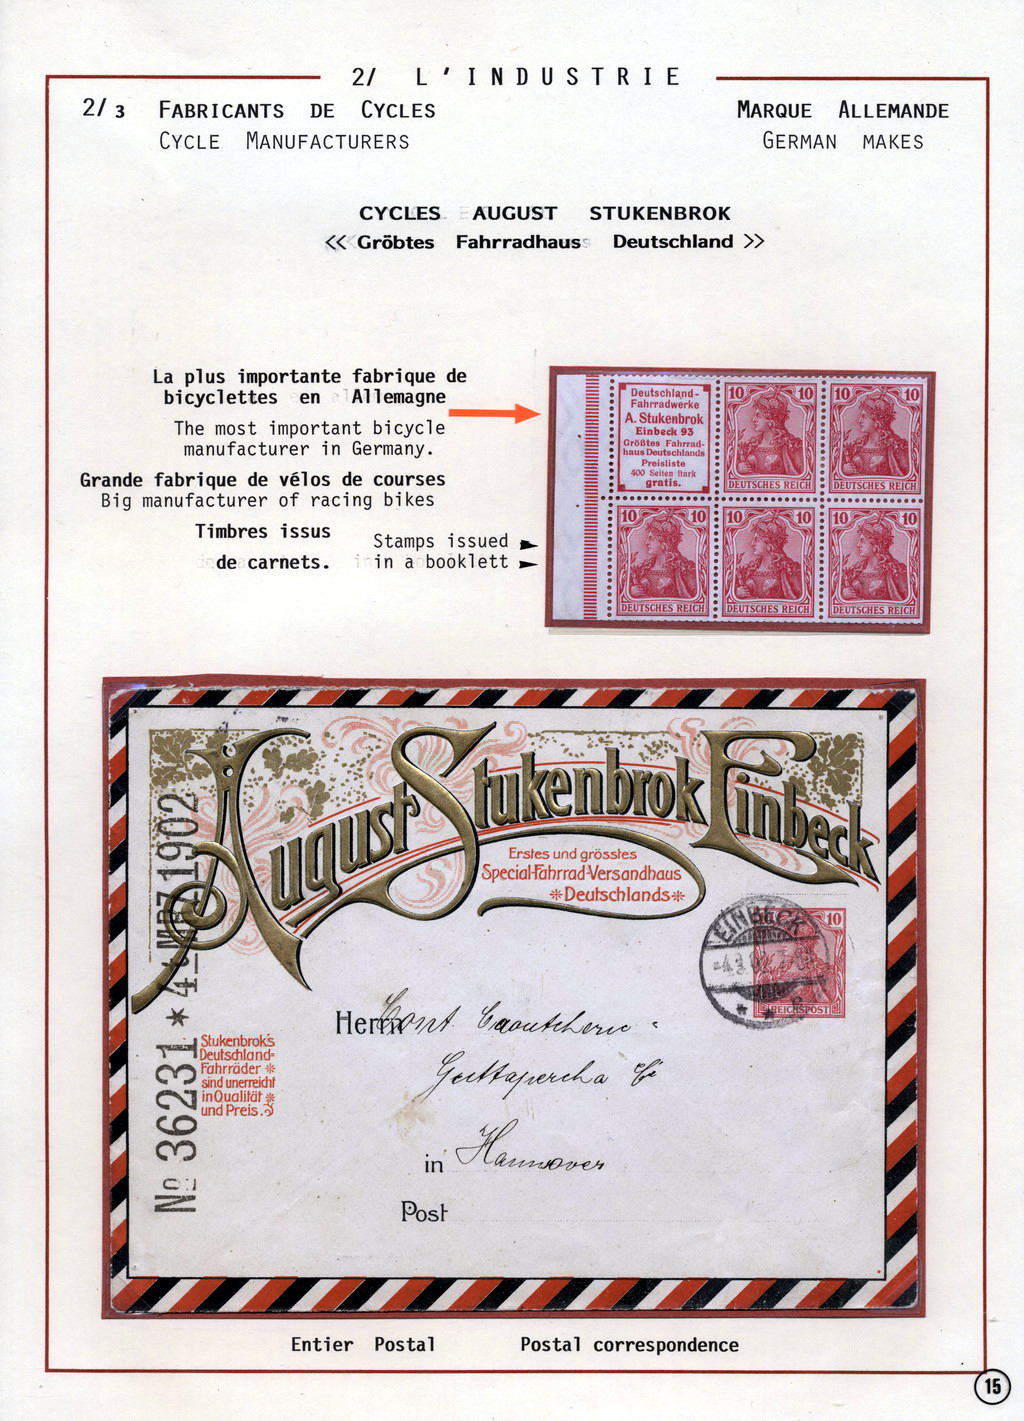 2/ L'INDUSTRIE
2/3 FABRICANTS DE CYCLES
MARQUE ALLEMANDE
CYCLE MANUFACTURERS
GERMAN MAKES
CYCLES AUGUST STUKENBROK
<< Gröbtes Fahrradhaus Deutschland >>
La plus importante fabrique de
bicyclettes en Allemagne
The most important bicycle
manufacturer in Germany.
Grande fabrique de vélos de courses
Big manufacturer of racing bikes
Timbres issus
de carnets.
Stamps issued
in a booklett
Deutschland-
Fahrradwerke
A. Stukenbrok
Einbeck 93
Größtes Fahrrad-
haus Deutschlands
Preisliste
400 Seiten stark
gratis.
10 10
DEUTSCHES REICH
10 10
DEUTSCHES REICH
10 10
DEUTSCHES REICH
10 10
DEUTSCHES REICH
10 10
DEUTSCHES REICH
August Stukenbrok Einbeck
Erstes und grösstes
Special-Fahrrad-Versandhaus
*Deutschlands*
EINBECK
10
REICHSPOST
№ 36231 * 4_MRZ 1902
Stukenbrok's
Deutschland-
Fahrräder *
sind unerreicht
in Qualität *
und Preis.
Herrn Cont. Caoutchouc =
Guttapercha Cie
in Hannover
Post
Entier Postal
Postal correspondence
15